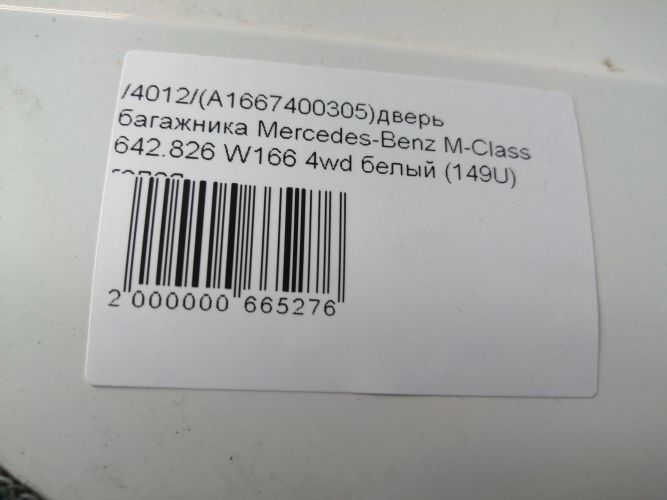 /4012/(A1667400305)дверь
багажника Mercedes-Benz M-Class
642.826 W166 4wd белый (149U)
2 000000 665276